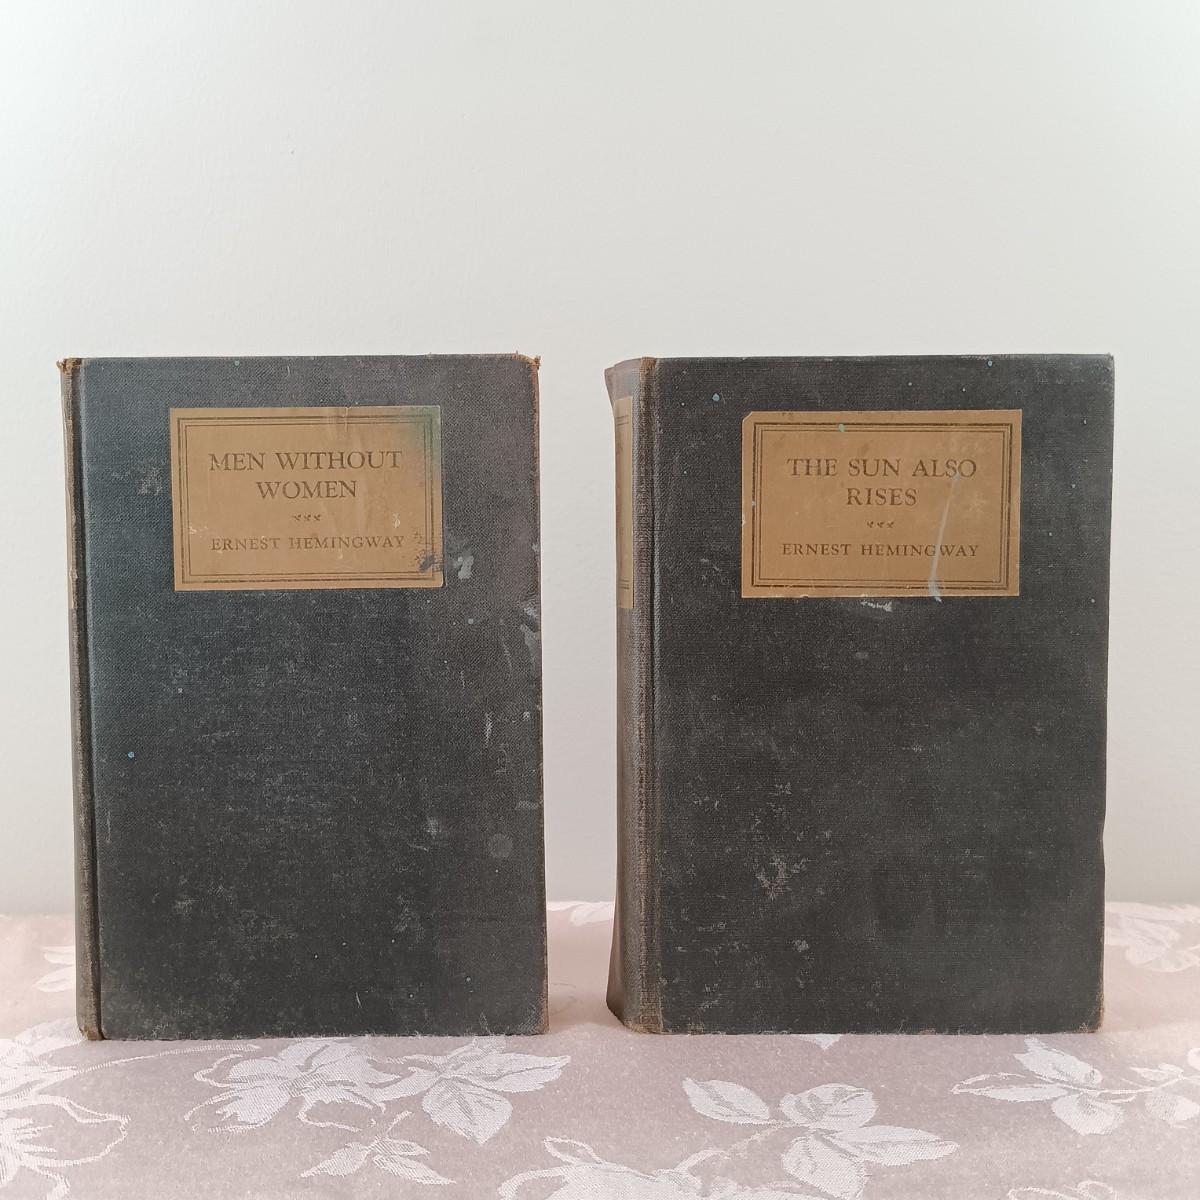 MEN WITHOUT
WOMEN
ERNEST HEMINGWAY
THE SUN ALSO
RISES
ERNEST HEMINGWAY